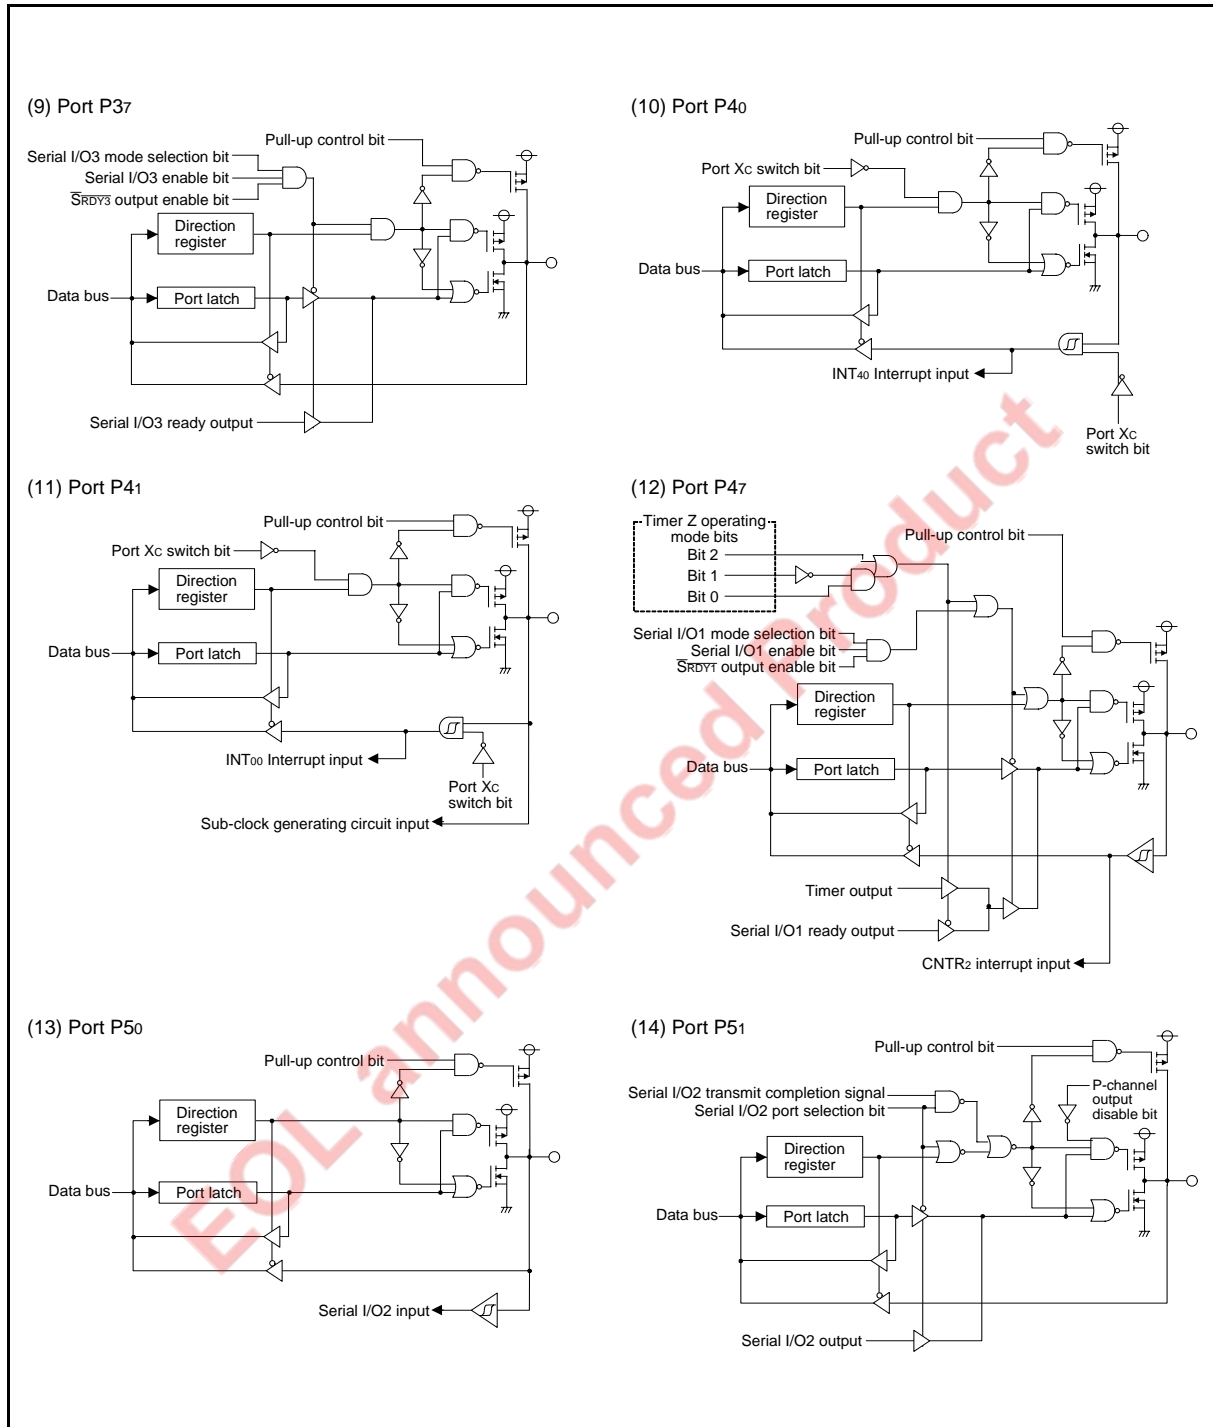 (9) Port P37
Pull-up control bit
Serial I/O3 mode selection bit
Serial I/O3 enable bit
SRDY3 output enable bit
Direction
register
Data bus
Port latch
Serial I/O3 ready output
(10) Port P40
Pull-up control bit
Port XC switch bit
Direction
register
Data bus
Port latch
INT40 Interrupt input
Port XC
switch bit
(11) Port P41
Pull-up control bit
Port XC switch bit
Direction
register
Data bus
Port latch
INT00 Interrupt input
Port XC
switch bit
Sub-clock generating circuit input
(12) Port P47
Timer Z operating
mode bits
Bit 2
Bit 1
Bit 0
Pull-up control bit
Serial I/O1 mode selection bit
Serial I/O1 enable bit
SRDY1 output enable bit
Direction
register
Data bus
Port latch
Timer output
Serial I/O1 ready output
CNTR2 interrupt input
(13) Port P50
Pull-up control bit
Direction
register
Data bus
Port latch
Serial I/O2 input
(14) Port P51
Pull-up control bit
Serial I/O2 transmit completion signal
Serial I/O2 port selection bit
P-channel
output
disable bit
Direction
register
Data bus
Port latch
Serial I/O2 output
EOL announced Product